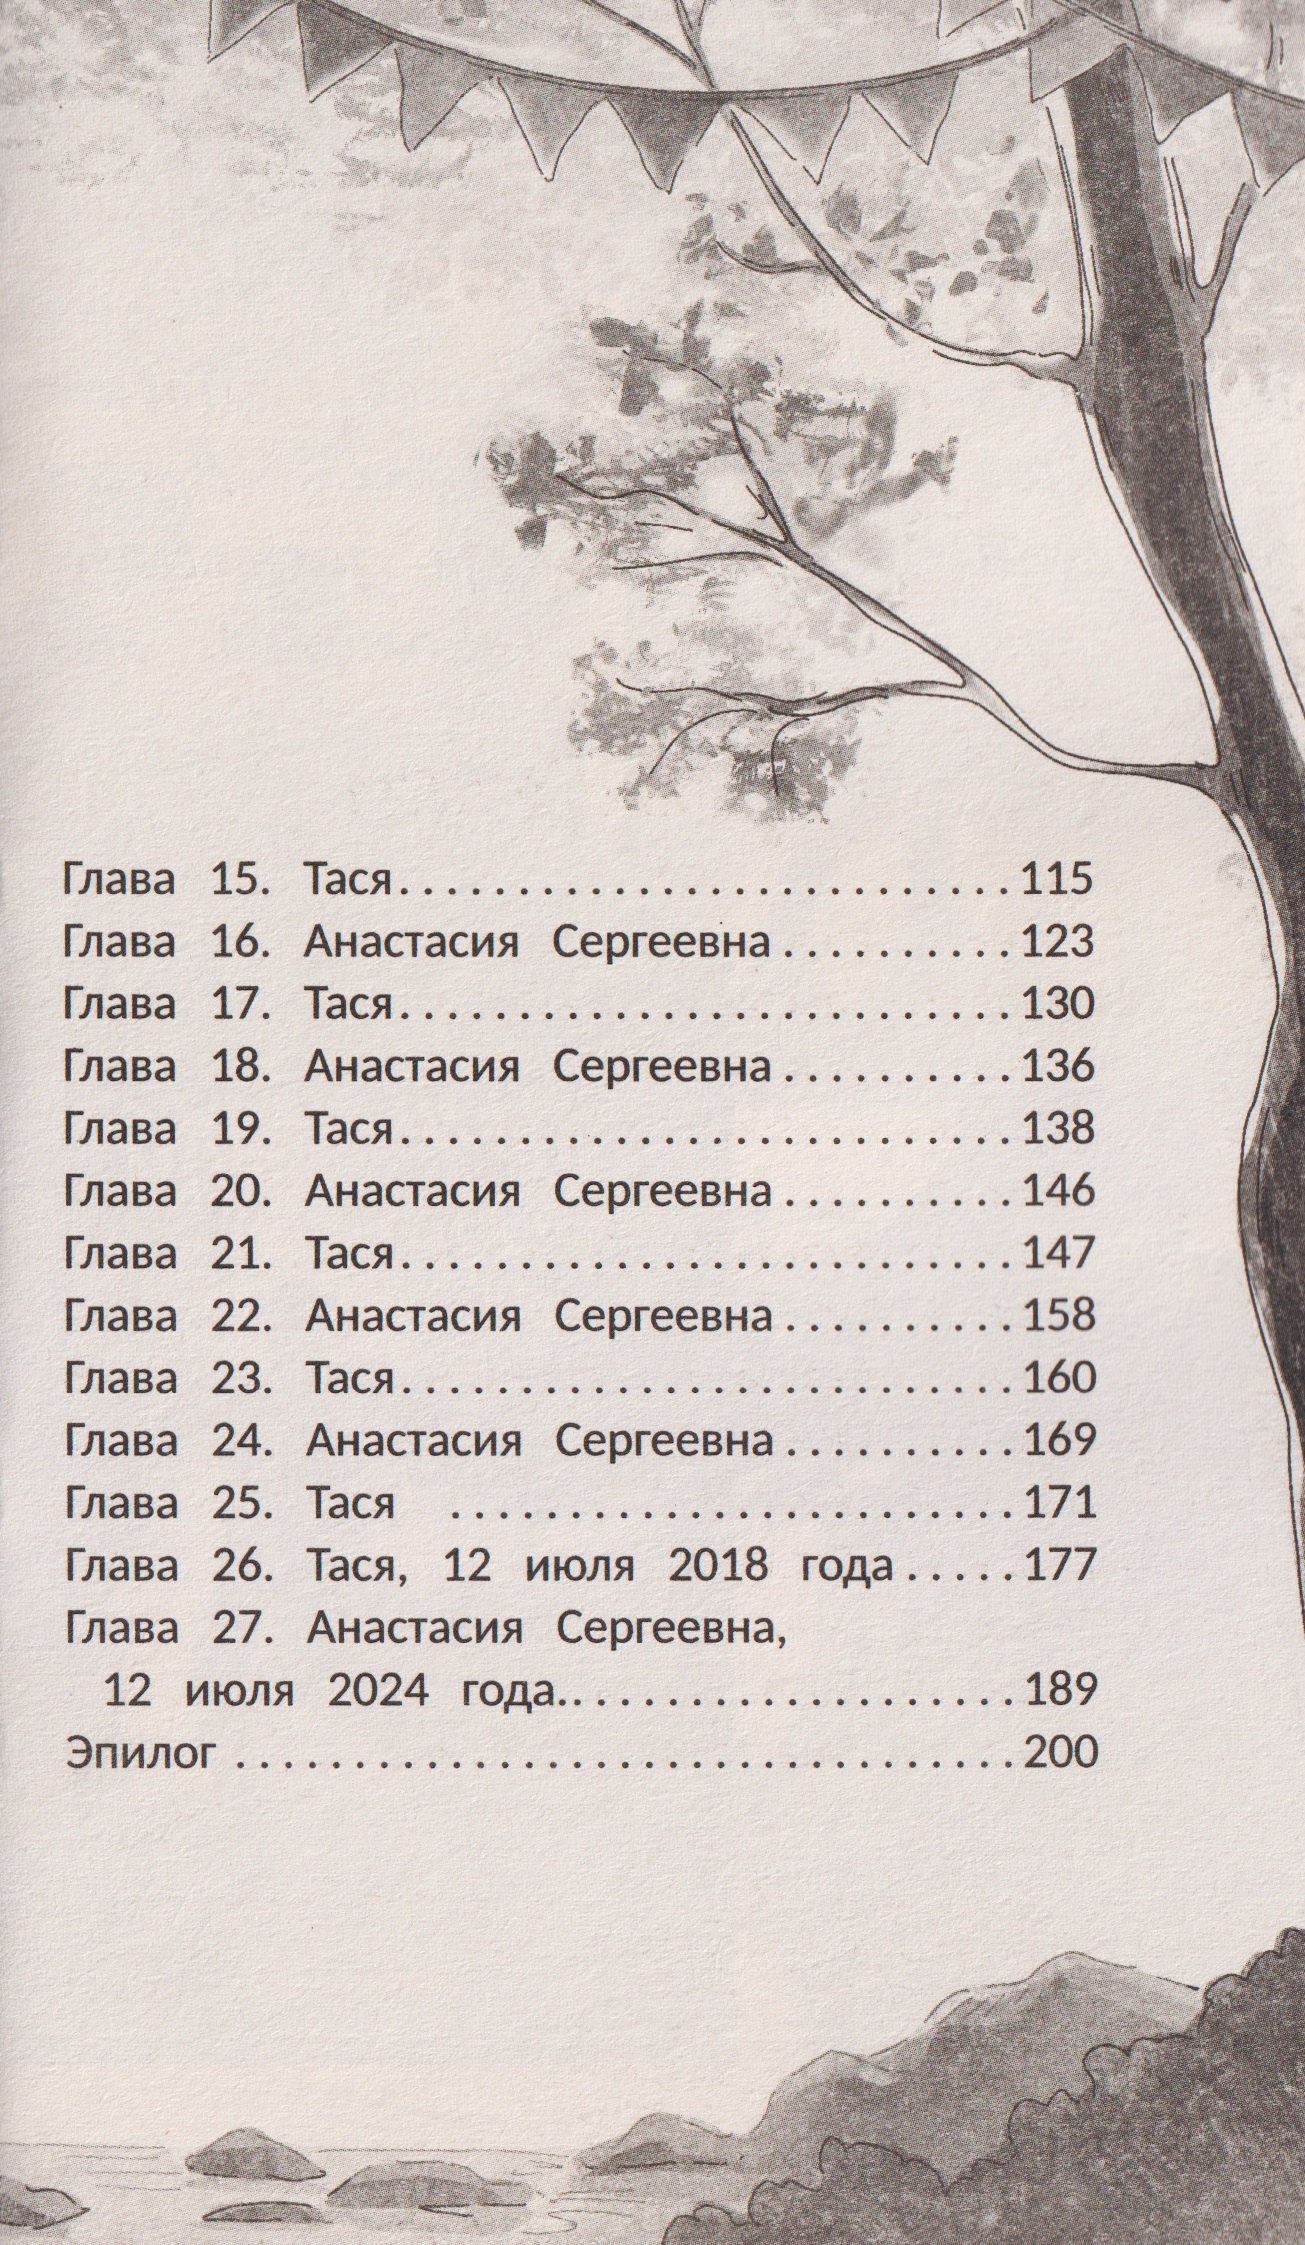 Глава 15. Тася.......................... 115
Глава 16. Анастасия Сергеевна.......... 123
Глава 17. Тася.......................... 130
Глава 18. Анастасия Сергеевна.......... 136
Глава 19. Тася.......................... 138
Глава 20. Анастасия Сергеевна.......... 146
Глава 21. Тася.......................... 147
Глава 22. Анастасия Сергеевна.......... 158
Глава 23. Тася.......................... 160
Глава 24. Анастасия Сергеевна.......... 169
Глава 25. Тася ........................ 171
Глава 26. Тася, 12 июля 2018 года..... 177
Глава 27. Анастасия Сергеевна,
12 июля 2024 года.................... 189
Эпилог ................................. 200